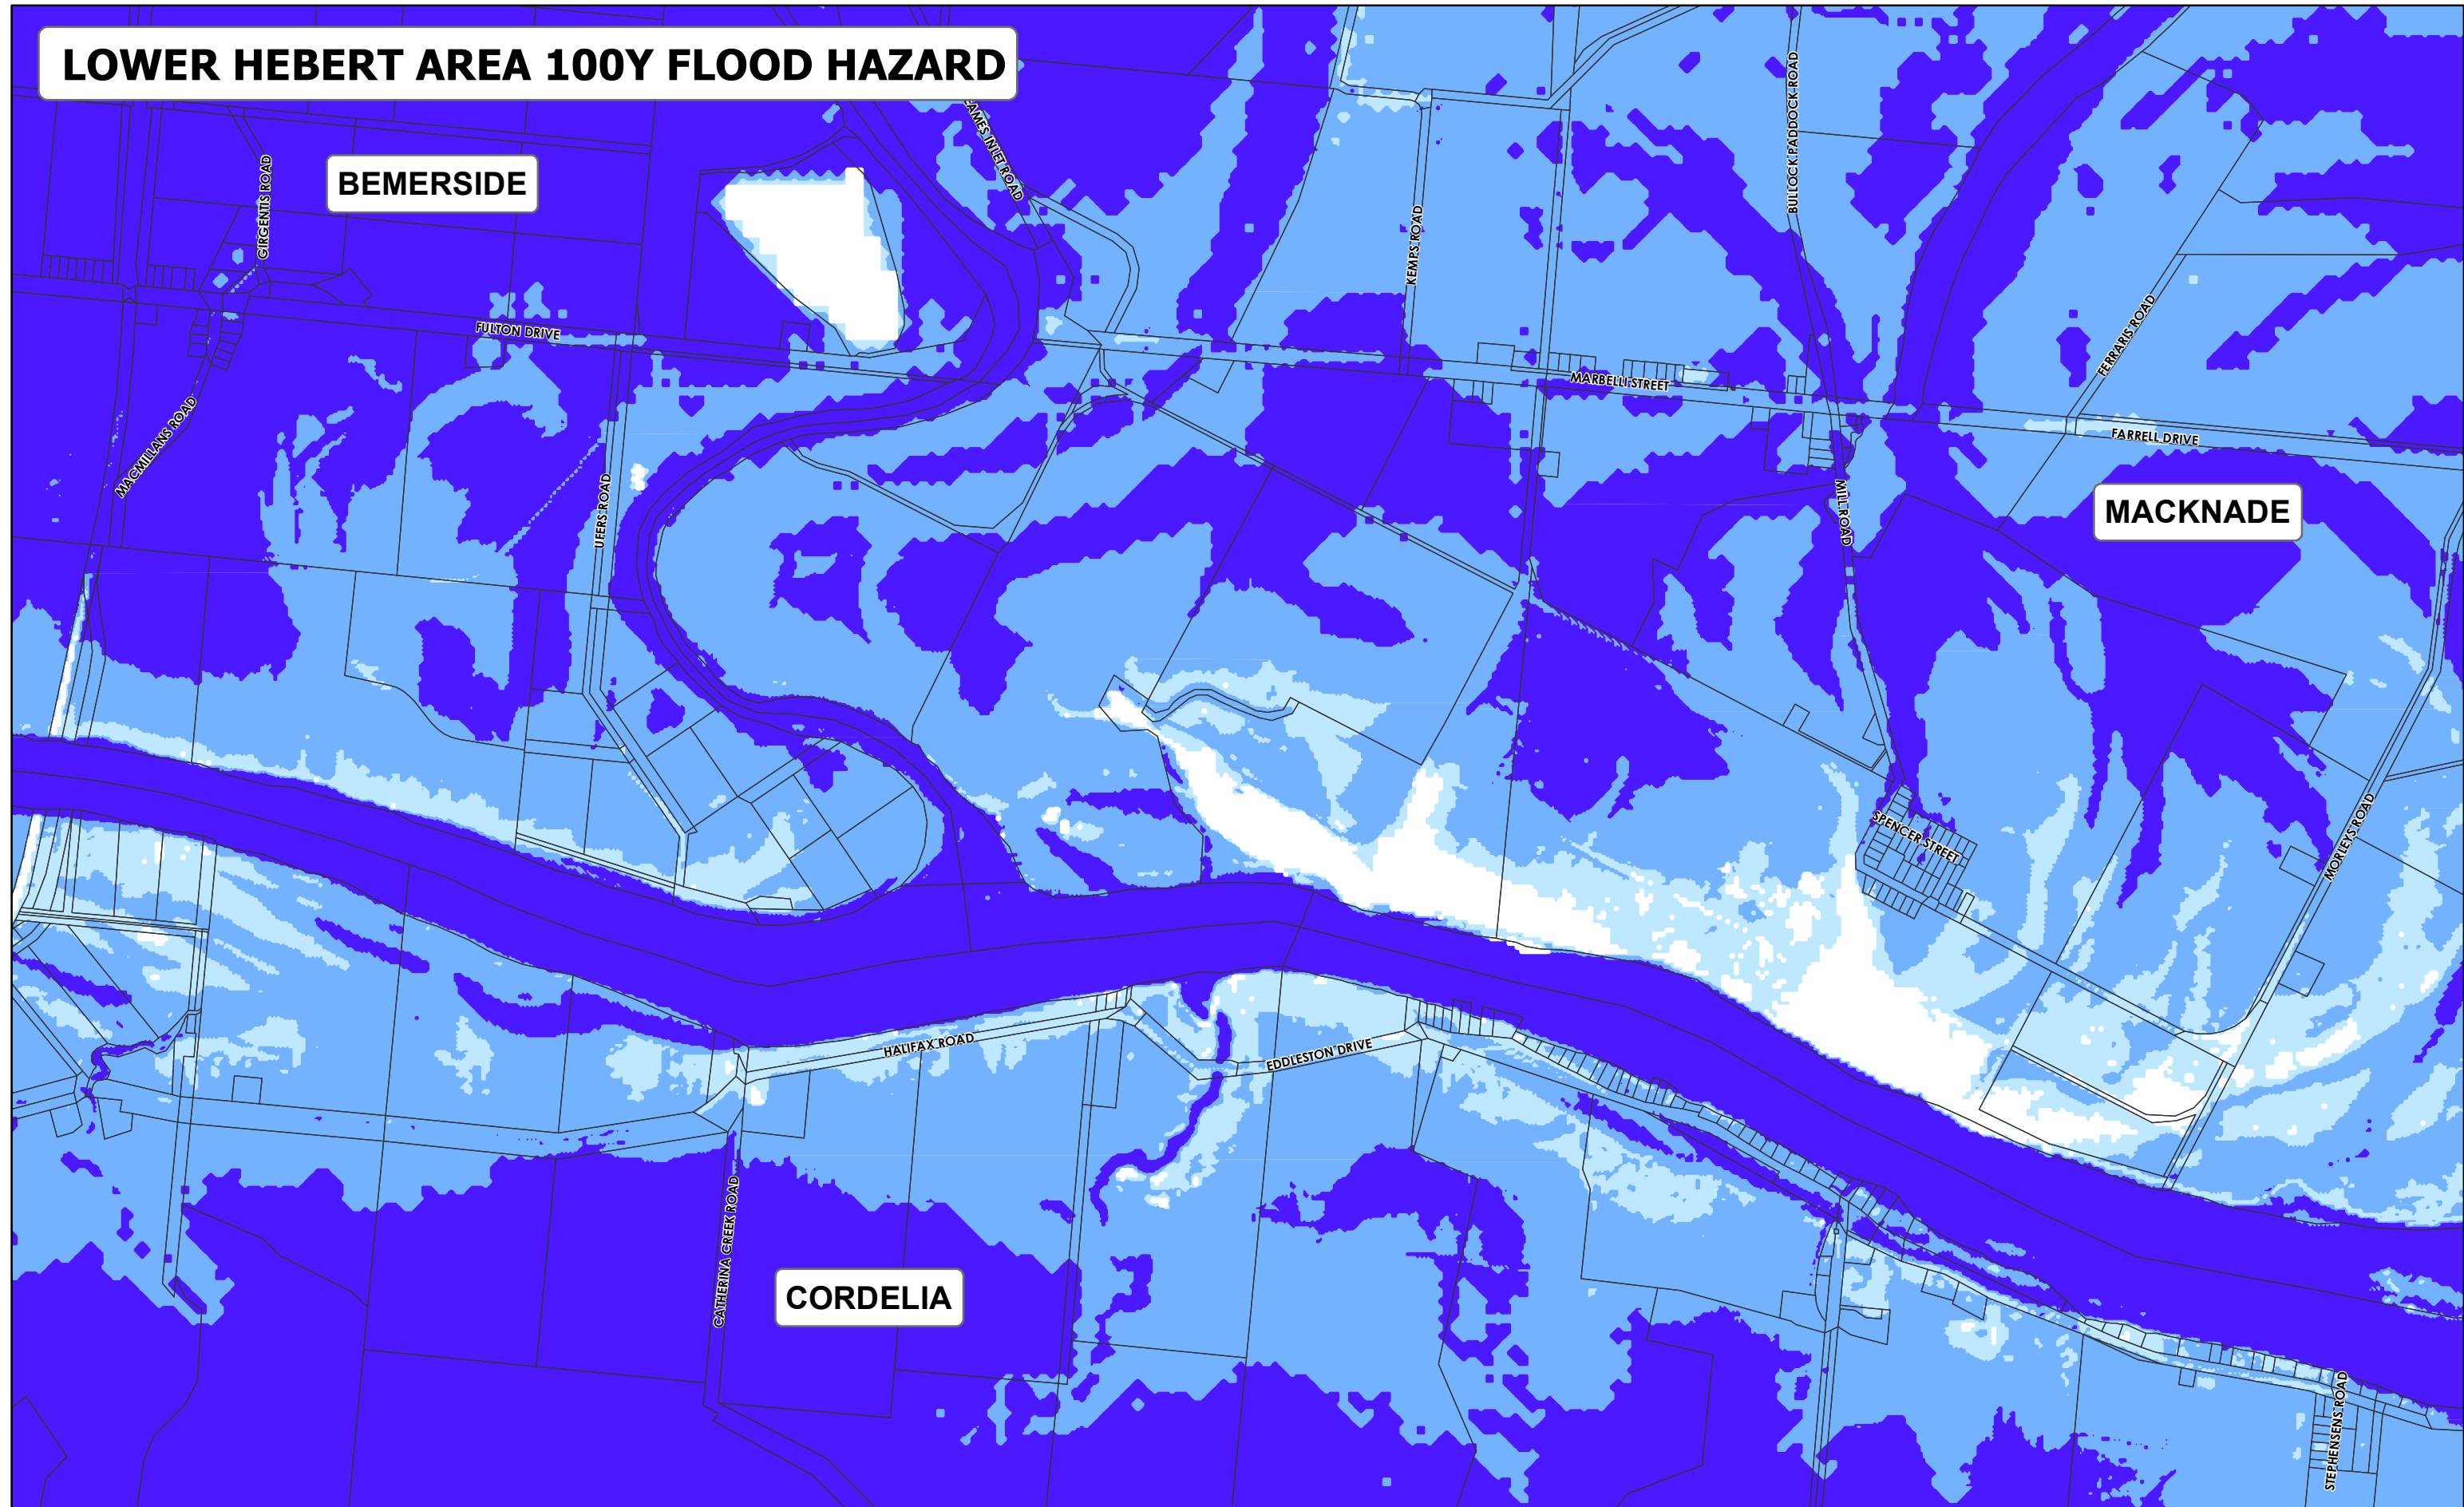 LOWER HEBERT AREA 100Y FLOOD HAZARD
BULLOCK PADDOCK ROAD
INLET ROAD
BEMERSIDE
GIRGENTIS ROAD
KEMPS ROAD
FERRARIS ROAD
FULTON DRIVE
MARBELLI STREET
FARRELL DRIVE
MACMILLANS ROAD
UEERS ROAD
MILL ROAD
MACKNADE
SPENCER STREET
MORLEYS ROAD
HALIFAX ROAD
EDDLESTON DRIVE
CATHERINA CREEK ROAD
CORDELIA
STEPHENSENS ROAD